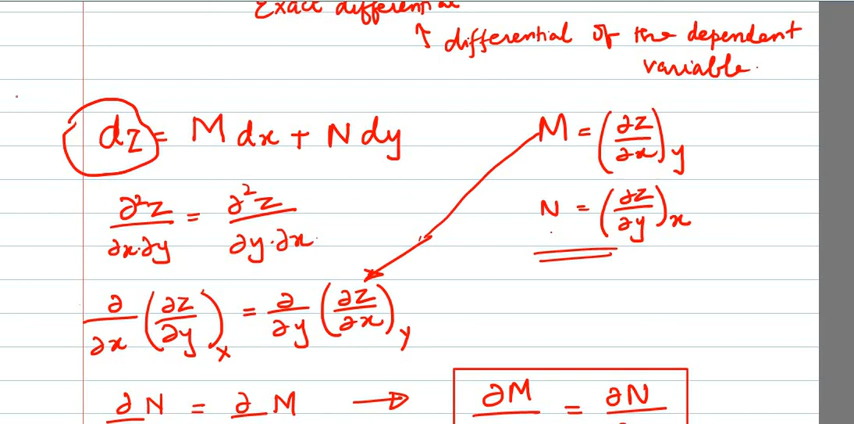 Exact differential
↑ differential of the dependent
variable.
dz = M dx + N dy
M = (∂z/∂x)y
∂²z/∂x·∂y = ∂²z/∂y·∂x
N = (∂z/∂y)x
∂/∂x (∂z/∂y)x = ∂/∂y (∂z/∂x)y
∂N = ∂M → ∂M = ∂N